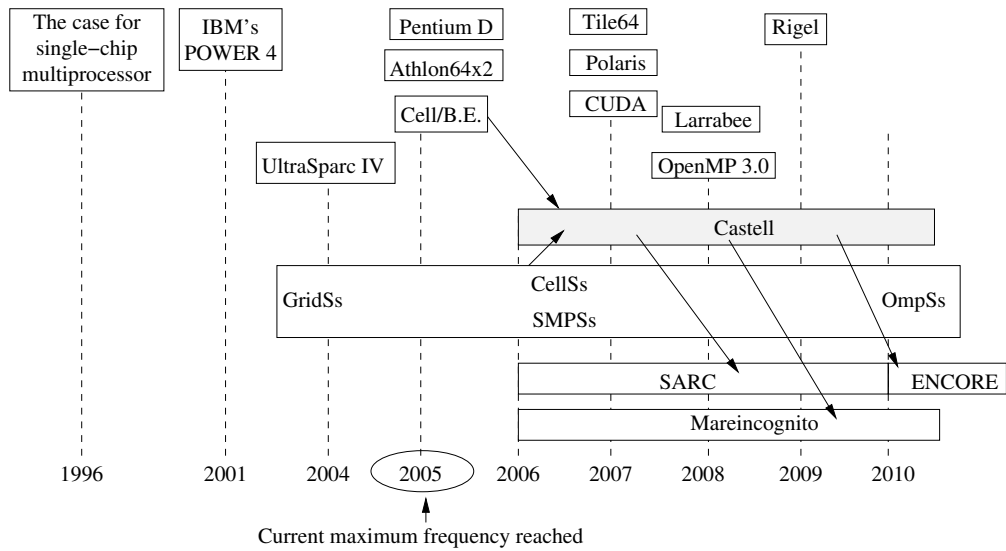 The case for
single−chip
multiprocessor
IBM's
POWER 4
Pentium D
Athlon64x2
Cell/B.E.
UltraSparc IV
Tile64
Polaris
CUDA
Larrabee
OpenMP 3.0
Rigel
Castell
GridSs
CellSs
SMPSs
OmpSs
SARC
ENCORE
Mareincognito
1996
2001
2004
2005
2006
2007
2008
2009
2010
Current maximum frequency reached